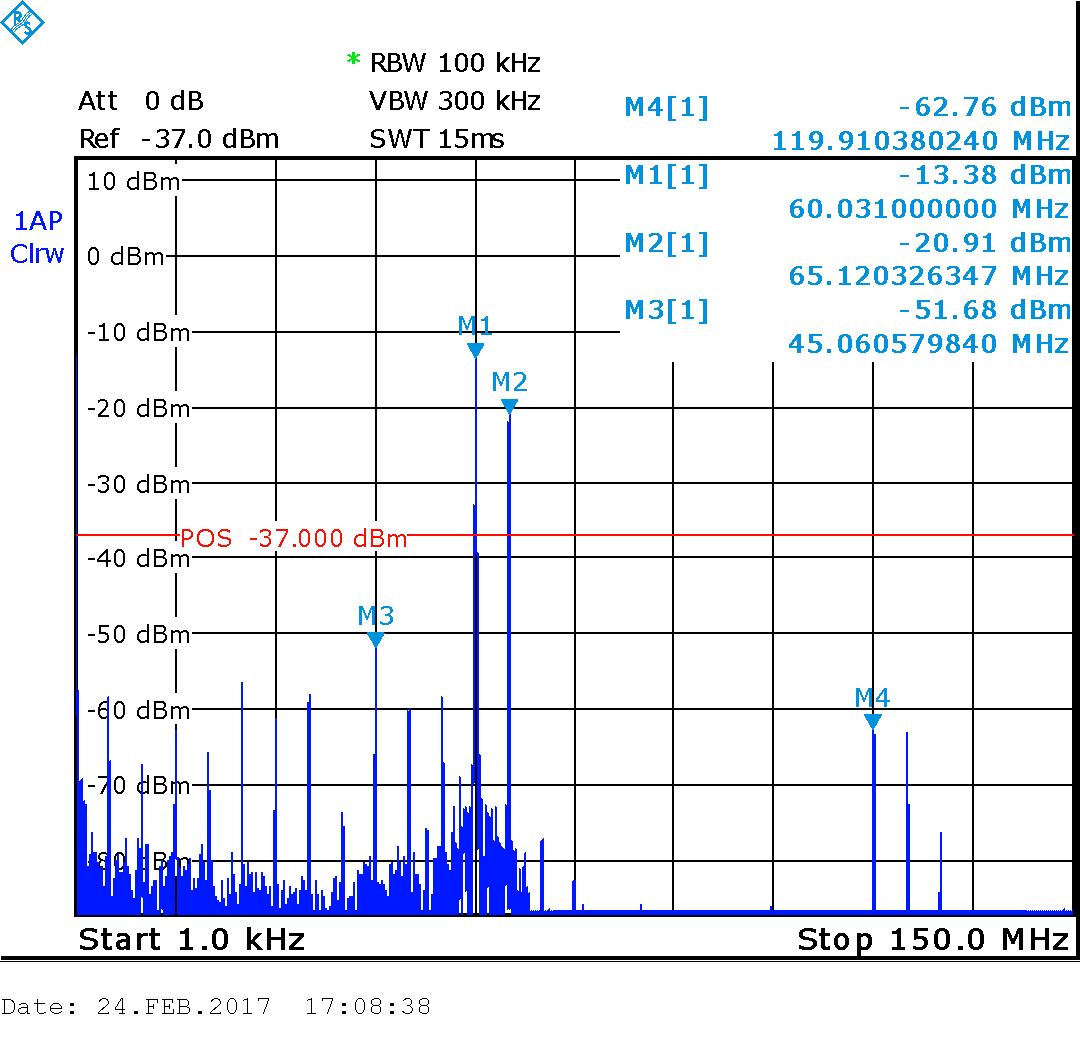 R S
* RBW 100 kHz
Att 0 dB VBW 300 kHz
Ref -37.0 dBm SWT 15ms
M4[1] -62.76 dBm
119.910380240 MHz
M1[1] -13.38 dBm
60.031000000 MHz
M2[1] -20.91 dBm
65.120326347 MHz
M3[1] -51.68 dBm
45.060579840 MHz
1AP
Clrw
10 dBm
0 dBm
-10 dBm
M1
M2
-20 dBm
-30 dBm
POS -37.000 dBm
-40 dBm
M3
-50 dBm
M4
-60 dBm
-70 dBm
-80 dBm
Start 1.0 kHz Stop 150.0 MHz
Date: 24.FEB.2017 17:08:38